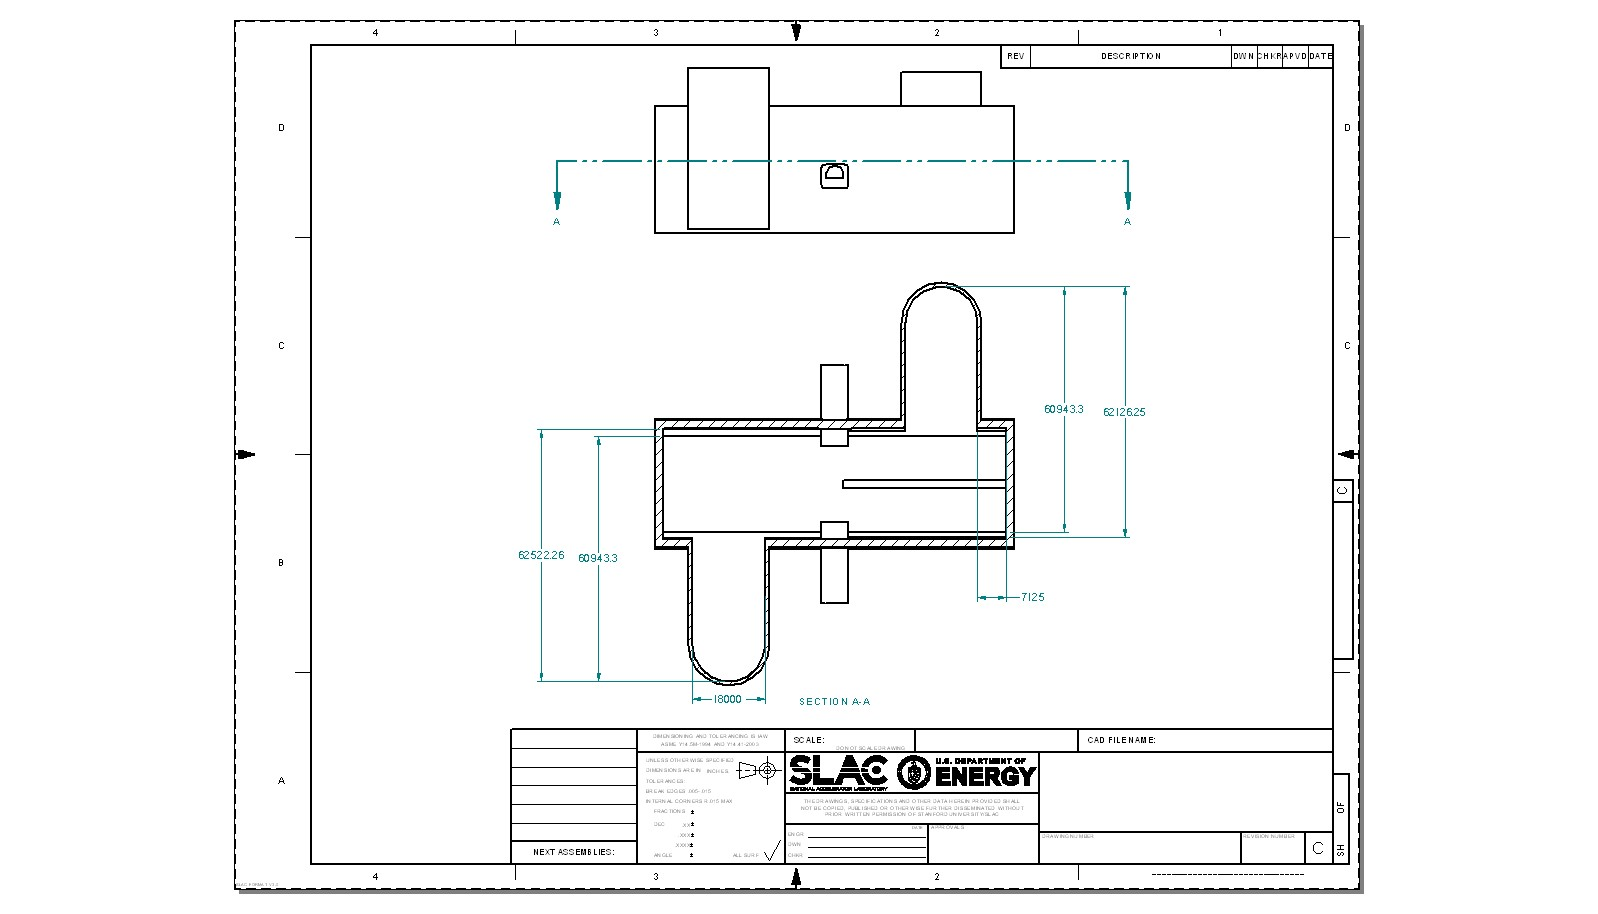 4 3 2 1
REV DESCRIPTION DWN CHKR APVD DATE
D D
A A
C C
60943.3 62126.25
C
62522.26 60943.3
B B
7125
18000 SECTION A-A
DIMENSIONING AND TOLERANCING IS IAW
ASME Y14.5M-1994 AND Y14.41-2003
SCALE:
DO NOT SCALE DRAWING
CAD FILE NAME:
UNLESS OTHERWISE SPECIFIED
DIMENSIONS ARE IN INCHES
TOLERANCES:
BREAK EDGES .005-.015
INTERNAL CORNERS R .015 MAX
FRACTIONS ±
DEC .XX±
.XXX±
.XXXX±
ANGLE ± ALL SURF
SLAC
NATIONAL ACCELERATOR LABORATORY
U.S. DEPARTMENT OF
ENERGY
THE DRAWINGS, SPECIFICATIONS AND OTHER DATA HEREIN PROVIDED SHALL
NOT BE COPIED, PUBLISHED OR OTHERWISE FURTHER DISSEMINATED WITHOUT
PRIOR WRITTEN PERMISSION OF STANFORD UNIVERSITY/SLAC
DATE APPROVALS
ENGR
DWN
CHKR
DRAWING NUMBER REVISION NUMBER
C
A
SH OF
NEXT ASSEMBLIES:
4 3 2